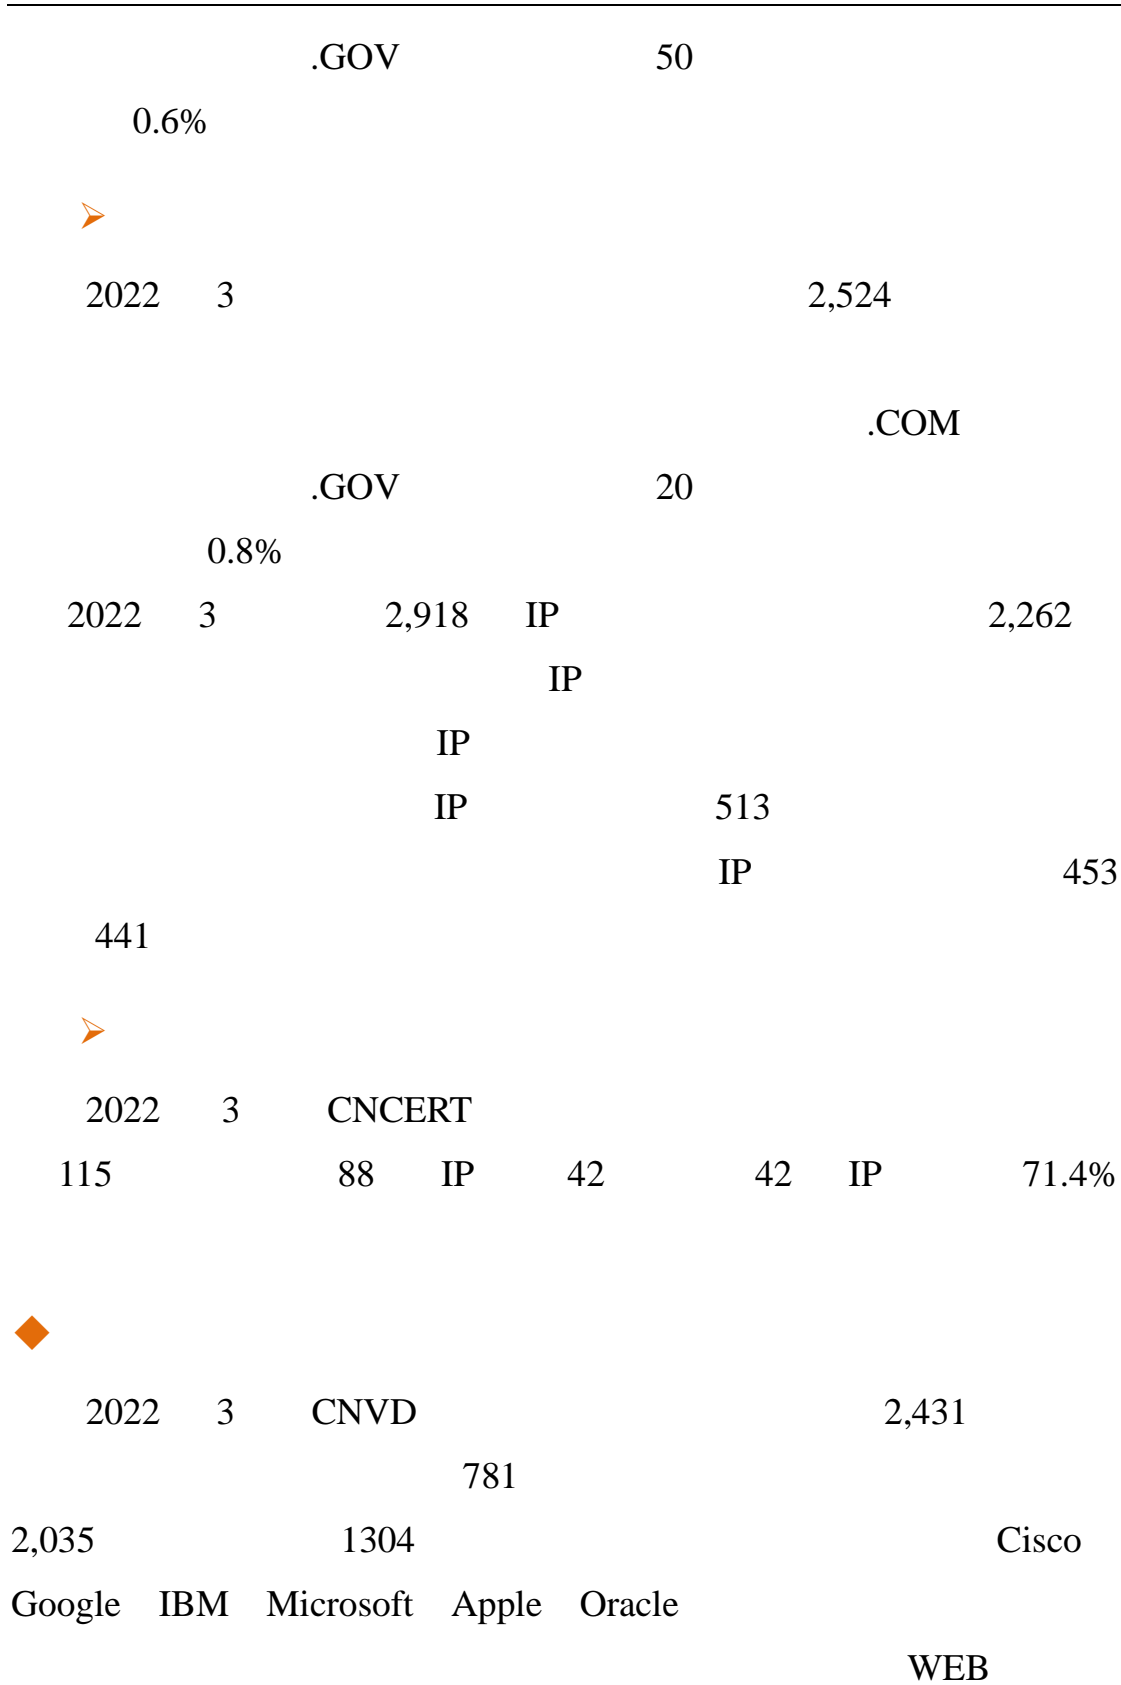 .GOV 50
0.6%
2022 3 2,524
.COM
.GOV 20
0.8%
2022 3 2,918 IP 2,262
IP
IP
IP 513
IP 453
441
2022 3 CNCERT
115 88 IP 42 42 IP 71.4%
2022 3 CNVD 2,431
781
2,035 1304 Cisco
Google IBM Microsoft Apple Oracle
WEB